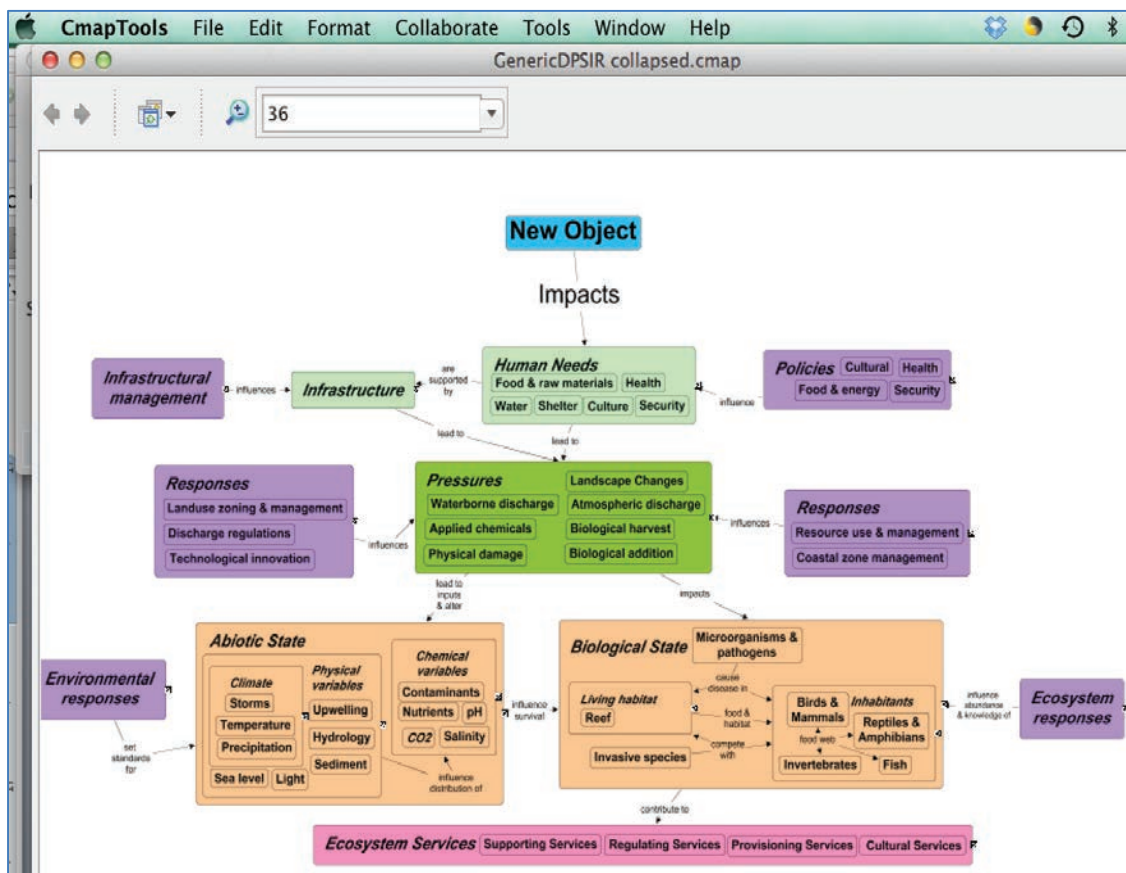 CmapTools File Edit Format Collaborate Tools Window Help
GenericDPSIR collapsed.cmap
36
New Object
Impacts
Infrastructural
management
influences
Infrastructure
are
supported
by
Human Needs
Food & raw materials Health
Water Shelter Culture Security
influence
Policies Cultural Health
Food & energy Security
lead to
lead to
Responses
Landuse zoning & management
Discharge regulations
Technological innovation
influences
Pressures
Landscape Changes
Waterborne discharge Atmospheric discharge
Applied chemicals Biological harvest
Physical damage Biological addition
influences
Responses
Resource use & management
Coastal zone management
lead to
inputs
& alter
impacts
Environmental
responses
set
standards
for
Abiotic State
Climate
Storms
Temperature
Precipitation
Sea level Light
Physical
variables
Upwelling
Hydrology
Sediment
Chemical
variables
Contaminants
Nutrients pH
CO2 Salinity
influence
distribution of
influence
survival
Biological State
Microorganisms &
pathogens
cause
disease in
Living habitat
Reef
food &
habitat
Invasive species
compete
with
Inhabitants
Birds &
Mammals
Reptiles &
Amphibians
food web
Invertebrates Fish
influence
abundance
& knowledge of
Ecosystem
responses
contribute to
Ecosystem Services Supporting Services Regulating Services Provisioning Services Cultural Services